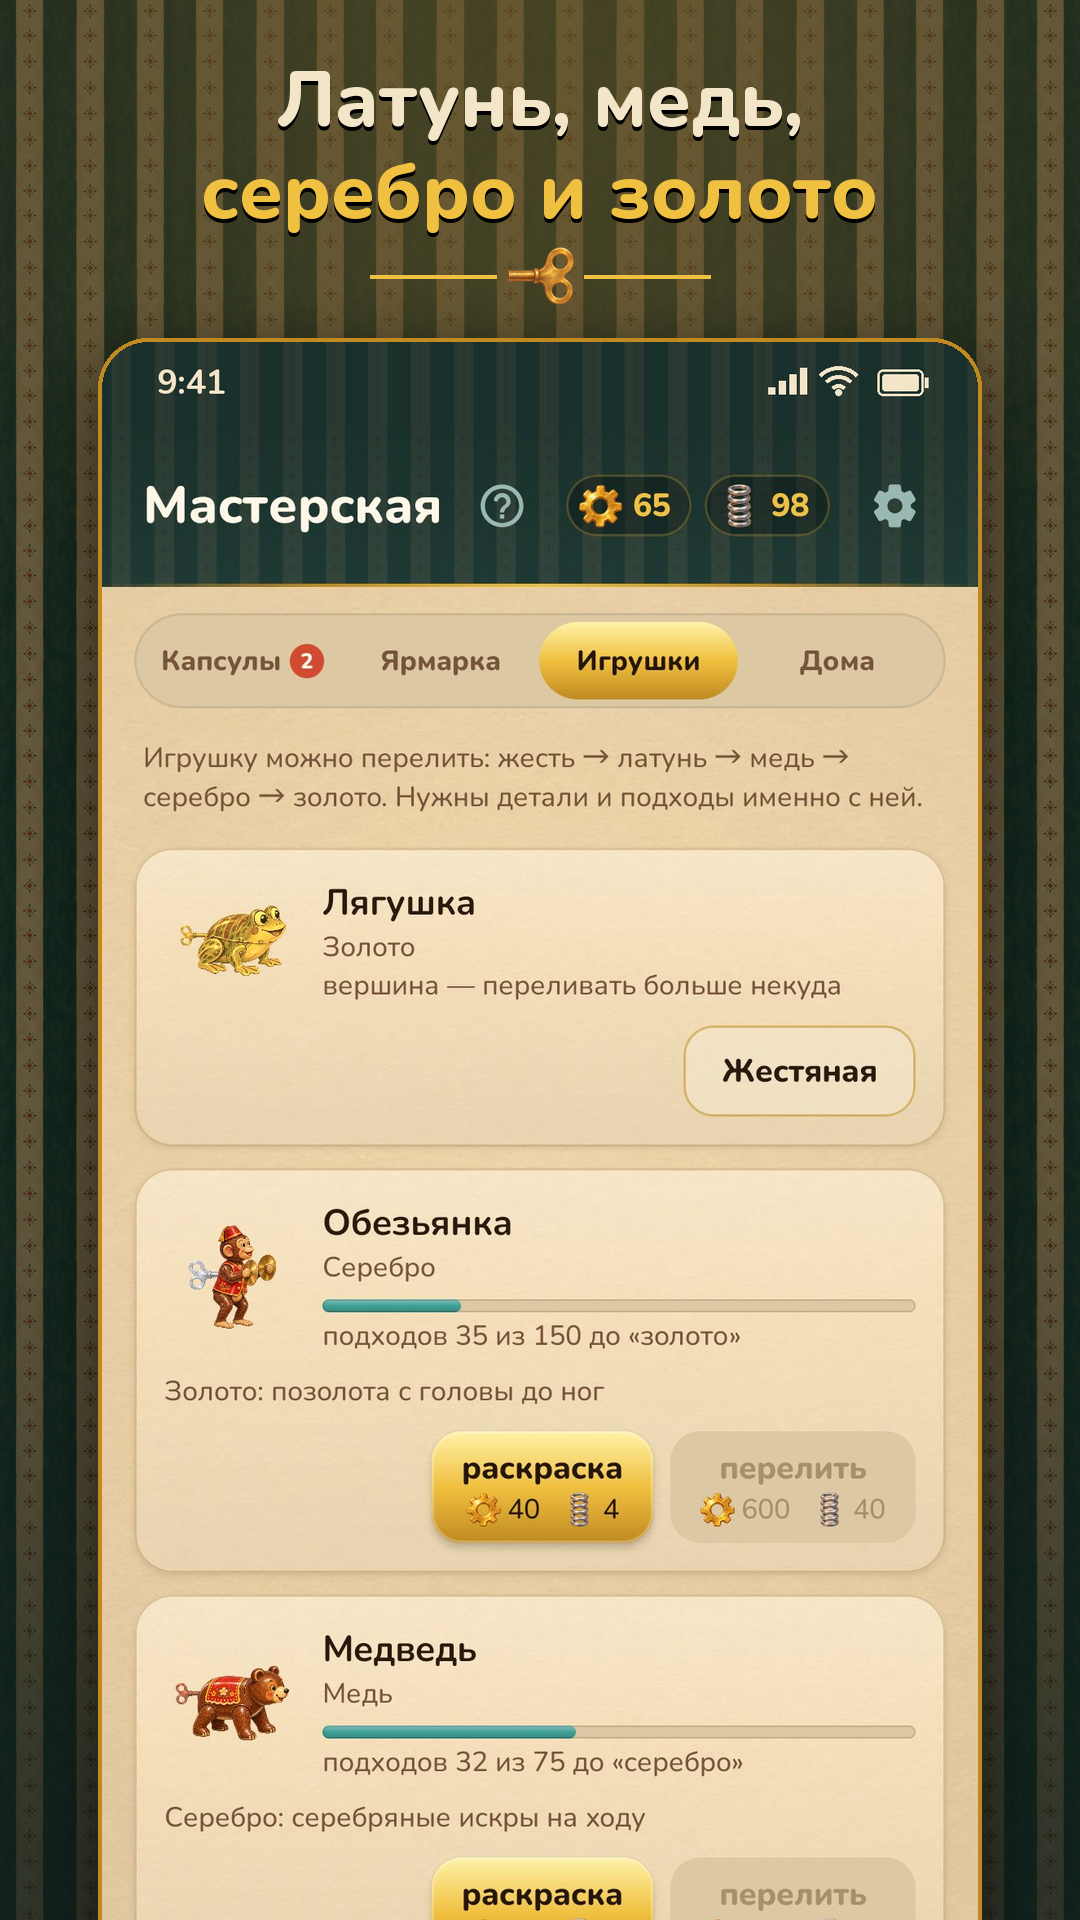 Латунь, медь,
серебро и золото
9:41
Мастерская
65
98
Капсулы 2
Ярмарка
Игрушки
Дома
Игрушку можно перелить: жесть → латунь → медь →
серебро → золото. Нужны детали и подходы именно с ней.
Лягушка
Золото
вершина — переливать больше некуда
Жестяная
Обезьянка
Серебро
подходов 35 из 150 до «золото»
Золото: позолота с головы до ног
раскраска
40 4
перелить
600 40
Медведь
Медь
подходов 32 из 75 до «серебро»
Серебро: серебряные искры на ходу
раскраска
перелить